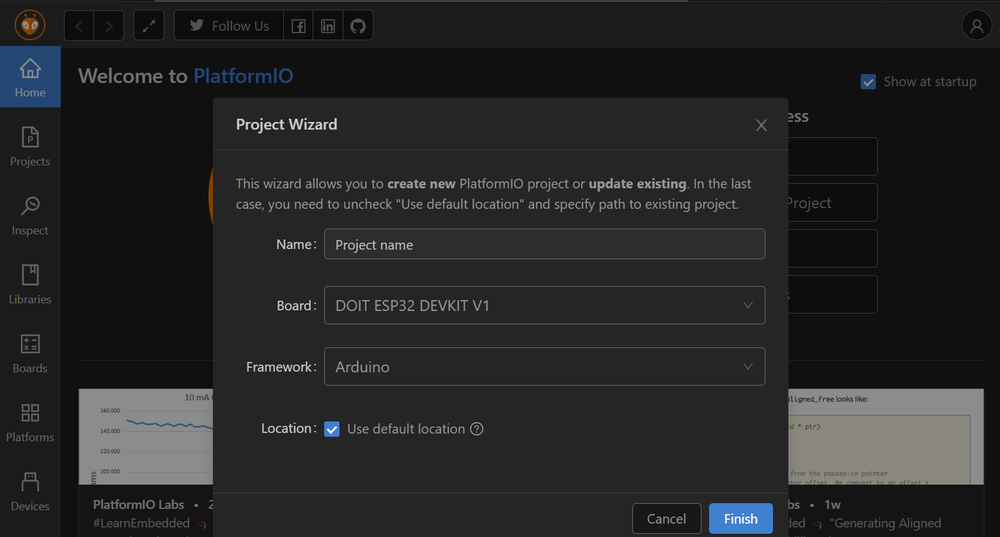 Follow Us
Home
Projects
P
Inspect
Libraries
Boards
Platforms
Devices
Welcome to PlatformIO
Show at startup
Project Wizard
This wizard allows you to create new PlatformIO project or update existing. In the last
case, you need to uncheck "Use default location" and specify path to existing project.
Name: Project name
Board: DOIT ESP32 DEVKIT V1
Framework: Arduino
Location: Use default location ?
Cancel
Finish
ess
Project
10 mA
160.000
140.000
120.000
100.000
PlatformIO Labs •
#LearnEmbedded
aligned_free looks like:
d * ptr)
from the passed-in pointer
nter offset. We convert to an offset_t
bs • 1w
ded "Generating Aligned